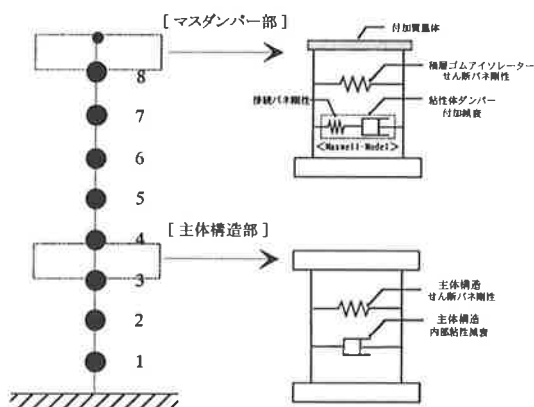 [ マスダンパー部 ]
付加質量体
積層ゴムアイソレーター
せん断バネ剛性
接続バネ剛性
粘性体ダンパー
付加減衰
<Maxwell-Model>
8
7
6
5
4
3
2
1
[ 主体構造部 ]
主体構造
せん断バネ剛性
主体構造
内部粘性減衰